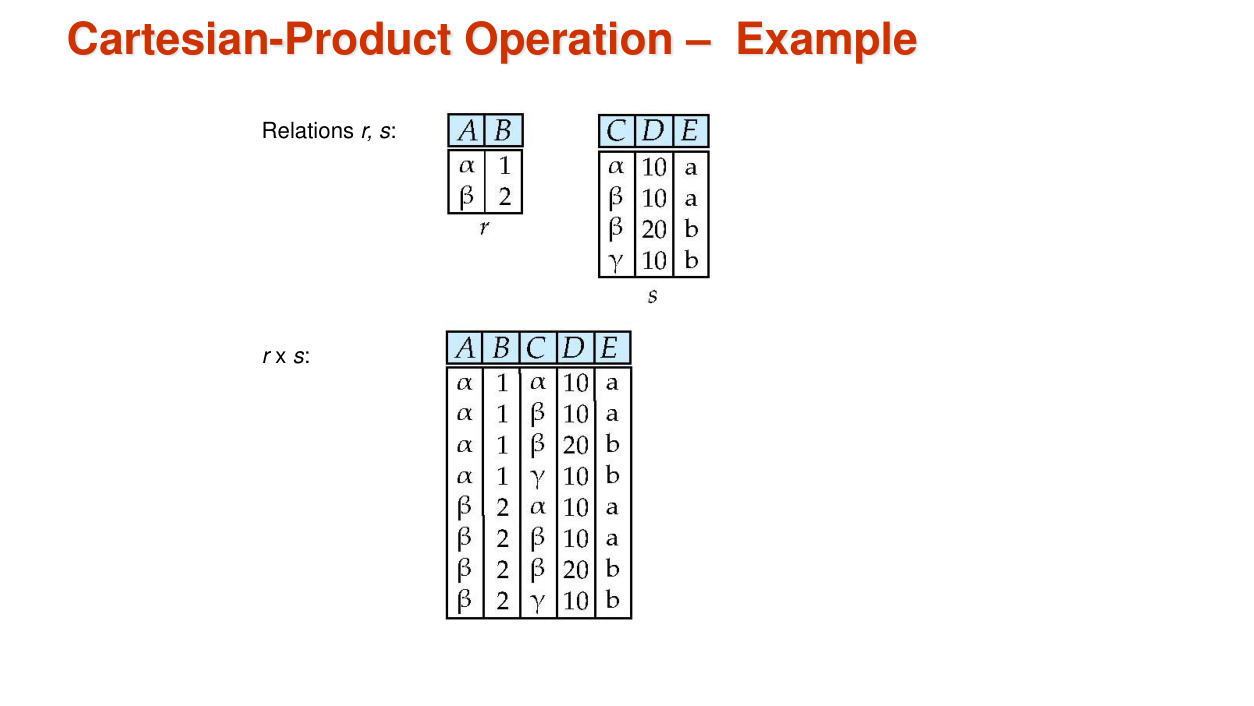 Cartesian-Product Operation – Example
Relations r, s:
A B
α 1
β 2
r
C D E
α 10 a
β 10 a
β 20 b
γ 10 b
s
r x s:
A B C D E
α 1 α 10 a
α 1 β 10 a
α 1 β 20 b
α 1 γ 10 b
β 2 α 10 a
β 2 β 10 a
β 2 β 20 b
β 2 γ 10 b